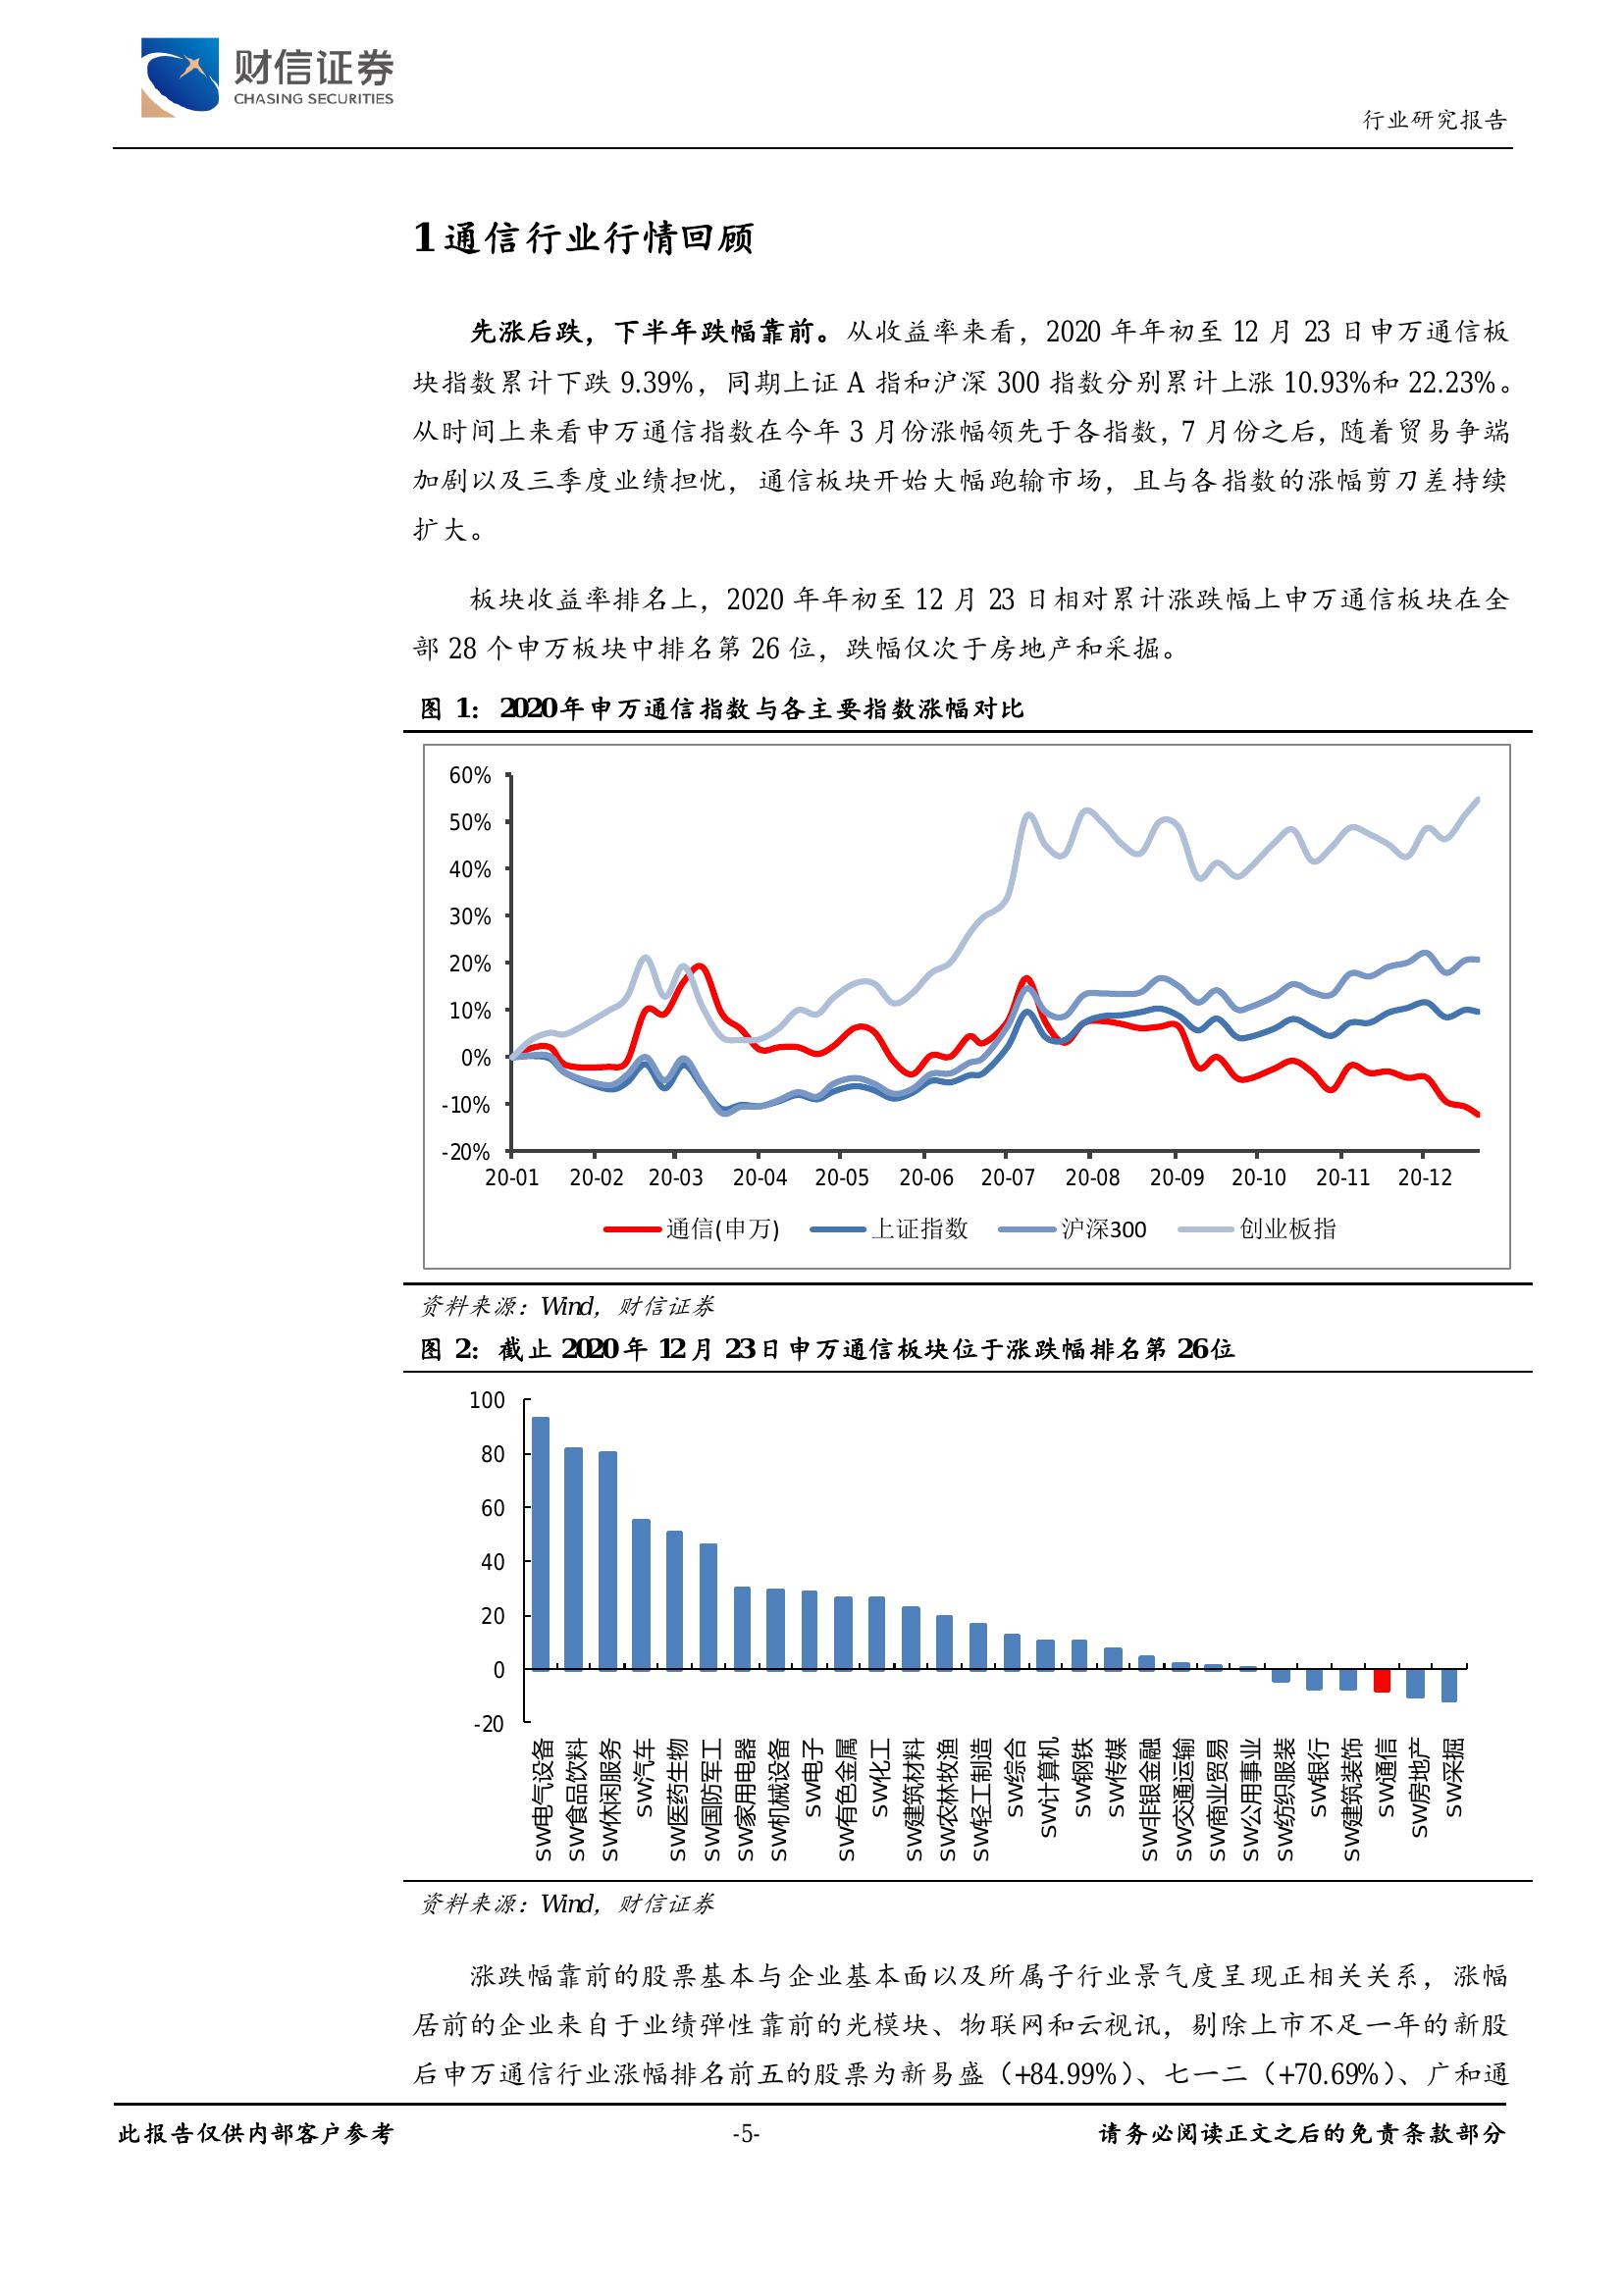 财信证券
CHASING SECURITIES
行业研究报告
1 通信行业行情回顾
先涨后跌，下半年跌幅靠前。从收益率来看，2020 年年初至 12 月 23 日申万通信板
块指数累计下跌 9.39%，同期上证 A 指和沪深 300 指数分别累计上涨 10.93%和 22.23%。
从时间上来看申万通信指数在今年 3 月份涨幅领先于各指数，7 月份之后，随着贸易争端
加剧以及三季度业绩担忧，通信板块开始大幅跑输市场，且与各指数的涨幅剪刀差持续
扩大。
板块收益率排名上，2020 年年初至 12 月 23 日相对累计涨跌幅上申万通信板块在全
部 28 个申万板块中排名第 26 位，跌幅仅次于房地产和采掘。
图 1：2020 年申万通信指数与各主要指数涨幅对比
60%
50%
40%
30%
20%
10%
0%
-10%
-20%
20-01 20-02 20-03 20-04 20-05 20-06 20-07 20-08 20-09 20-10 20-11 20-12
通信(申万) 上证指数 沪深300 创业板指
资料来源：Wind，财信证券
图 2：截止 2020 年 12 月 23 日申万通信板块位于涨跌幅排名第 26 位
100
80
60
40
20
0
-20
SW电气设备
SW食品饮料
SW休闲服务
SW汽车
SW医药生物
SW国防军工
SW家用电器
SW机械设备
SW电子
SW有色金属
SW化工
SW建筑材料
SW农林牧渔
SW轻工制造
SW综合
SW计算机
SW钢铁
SW传媒
SW非银金融
SW交通运输
SW商业贸易
SW公用事业
SW纺织服装
SW银行
SW建筑装饰
SW通信
SW房地产
SW采掘
资料来源：Wind，财信证券
涨跌幅靠前的股票基本与企业基本面以及所属子行业景气度呈现正相关关系，涨幅
居前的企业来自于业绩弹性靠前的光模块、物联网和云视讯，剔除上市不足一年的新股
后申万通信行业涨幅排名前五的股票为新易盛（+84.99%）、七一二（+70.69%）、广和通
此报告仅供内部客户参考 -5- 请务必阅读正文之后的免责条款部分